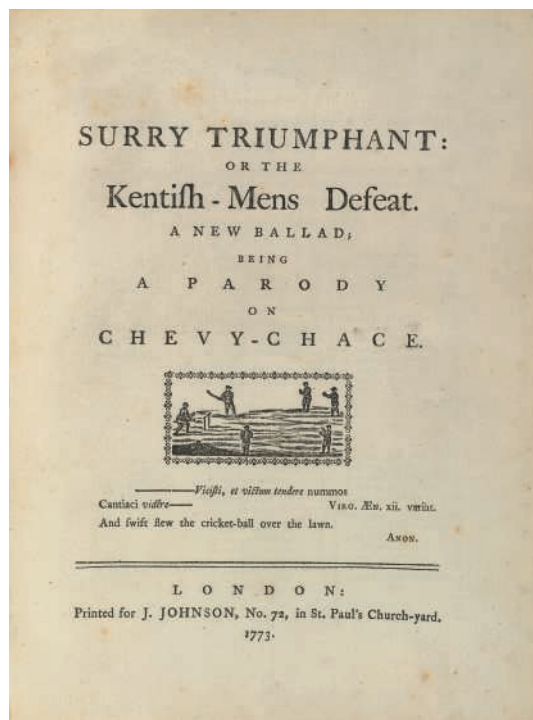 SURRY TRIUMPHANT:
OR THE
Kentiſh - Mens Defeat.
A NEW BALLAD;
BEING
A PARODY
ON
CHEVY-CHACE.
———Viciſti, et victum tendere nummos
Cantiaci vidêre—— VIRG. ÆN. xii. variat.
And ſwift flew the cricket-ball over the lawn.
ANON.
LONDON:
Printed for J. JOHNSON, No. 72, in St. Paul's Church-yard.
1773.